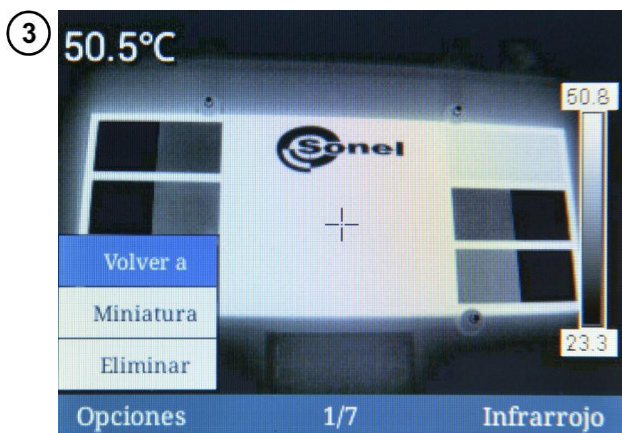 3
50.5°C
50.8
Sonel
Volver a
Miniatura
23.3
Eliminar
Opciones 1/7 Infrarrojo